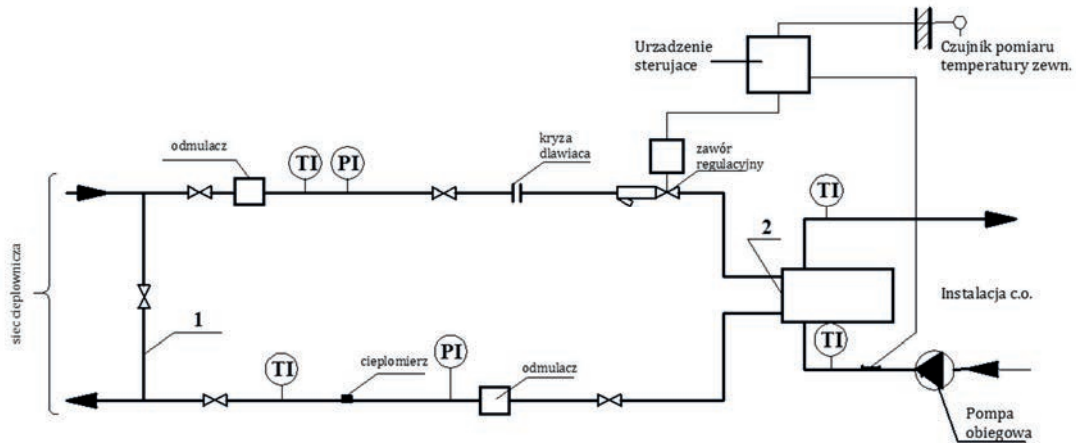 Urzadzenie
sterujace
Czujnik pomiaru
temperatury zewn.
odmulacz
TI
PI
kryza
dlawiaca
zawór
regulacyjny
TI
2
siec cieplownicza
1
Instalacja c.o.
TI
cieplomierz
PI
odmulacz
TI
Pompa
obiegowa